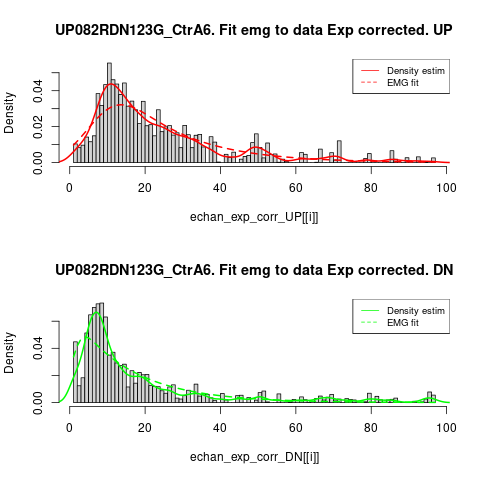 UP082RDN123G_CtrA6. Fit emg to data Exp corrected. UP
Density
0.00 0.02 0.04
Density estim
EMG fit
0 20 40 60 80 100
echan_exp_corr_UP[[i]]
UP082RDN123G_CtrA6. Fit emg to data Exp corrected. DN
Density
0.00 0.04
Density estim
EMG fit
0 20 40 60 80 100
echan_exp_corr_DN[[i]]